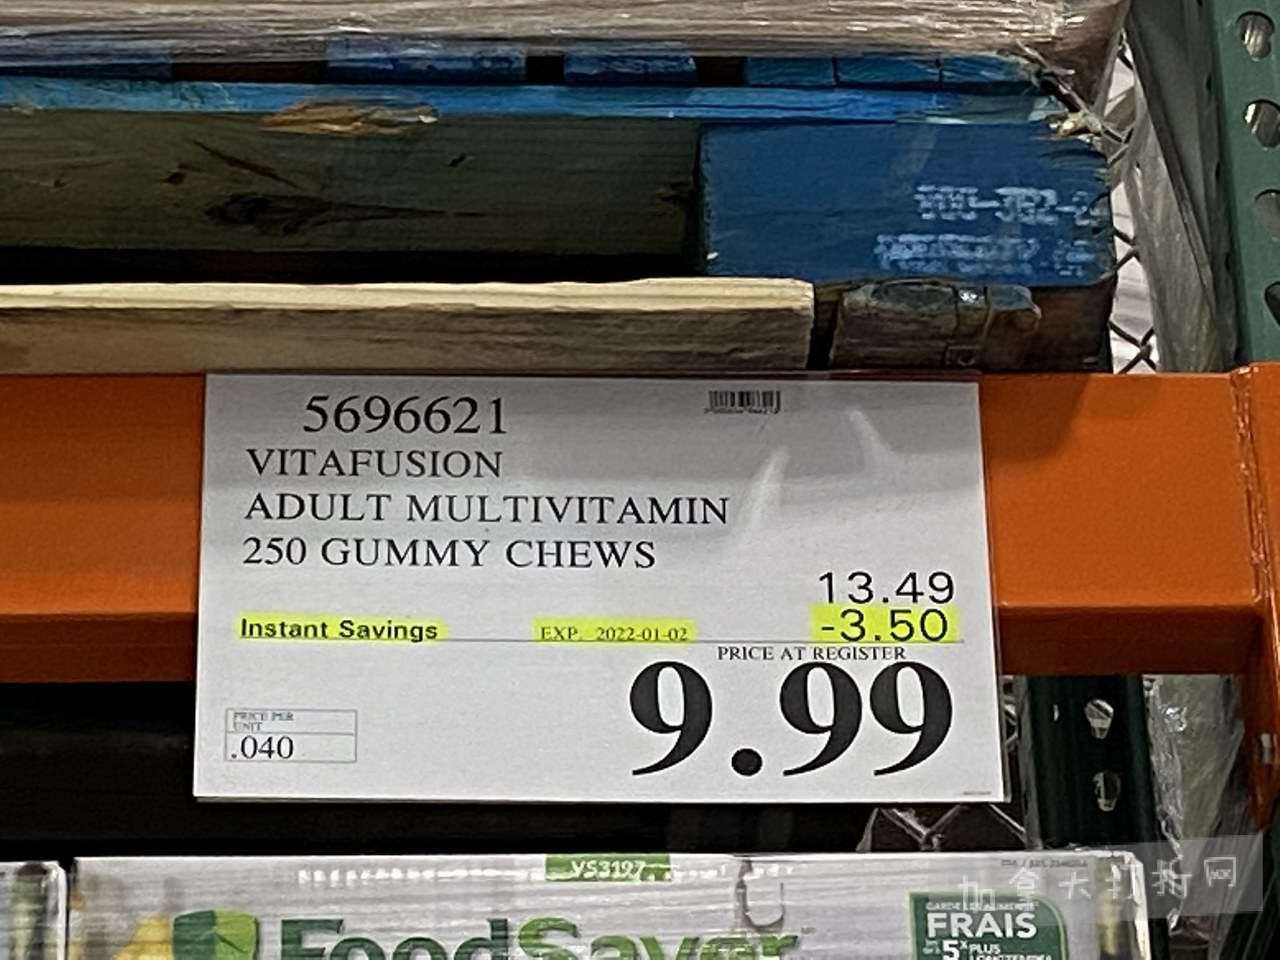 5696621
VITAFUSION
ADULT MULTIVITAMIN
250 GUMMY CHEWS
13.49
Instant Savings EXP. 2022-01-02 -3.50
PRICE AT REGISTER
9.99
PRICE PER
UNIT
.040
VS3197
FoodSaver
FRAIS
5x PLUS
加拿大打折网